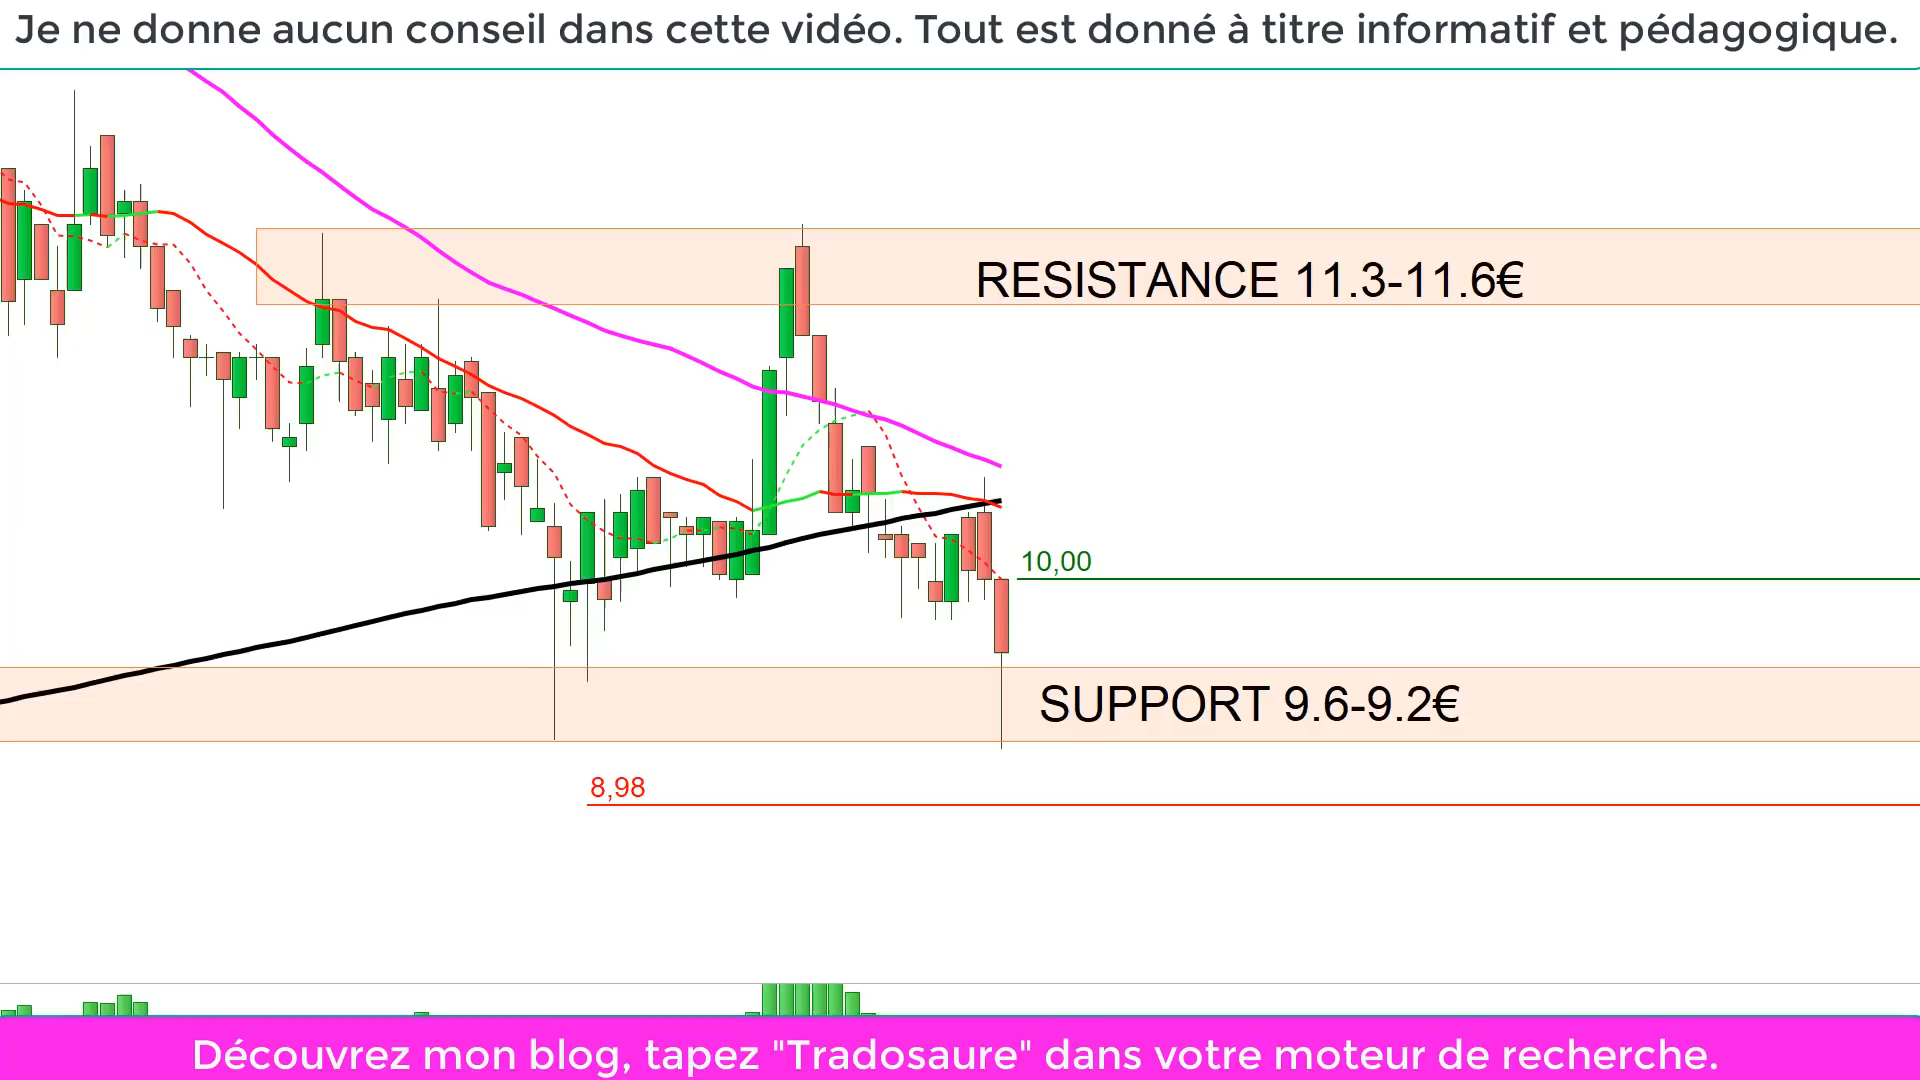 Je ne donne aucun conseil dans cette vidéo. Tout est donné à titre informatif et pédagogique.
RESISTANCE 11.3-11.6€
10,00
SUPPORT 9.6-9.2€
8,98
Découvrez mon blog, tapez "Tradosaure" dans votre moteur de recherche.